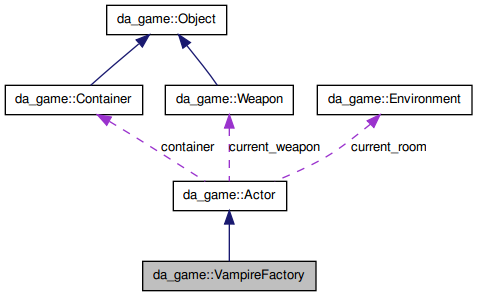 da_game::Object
da_game::Container
da_game::Weapon
da_game::Environment
container
current_weapon
current_room
da_game::Actor
da_game::VampireFactory